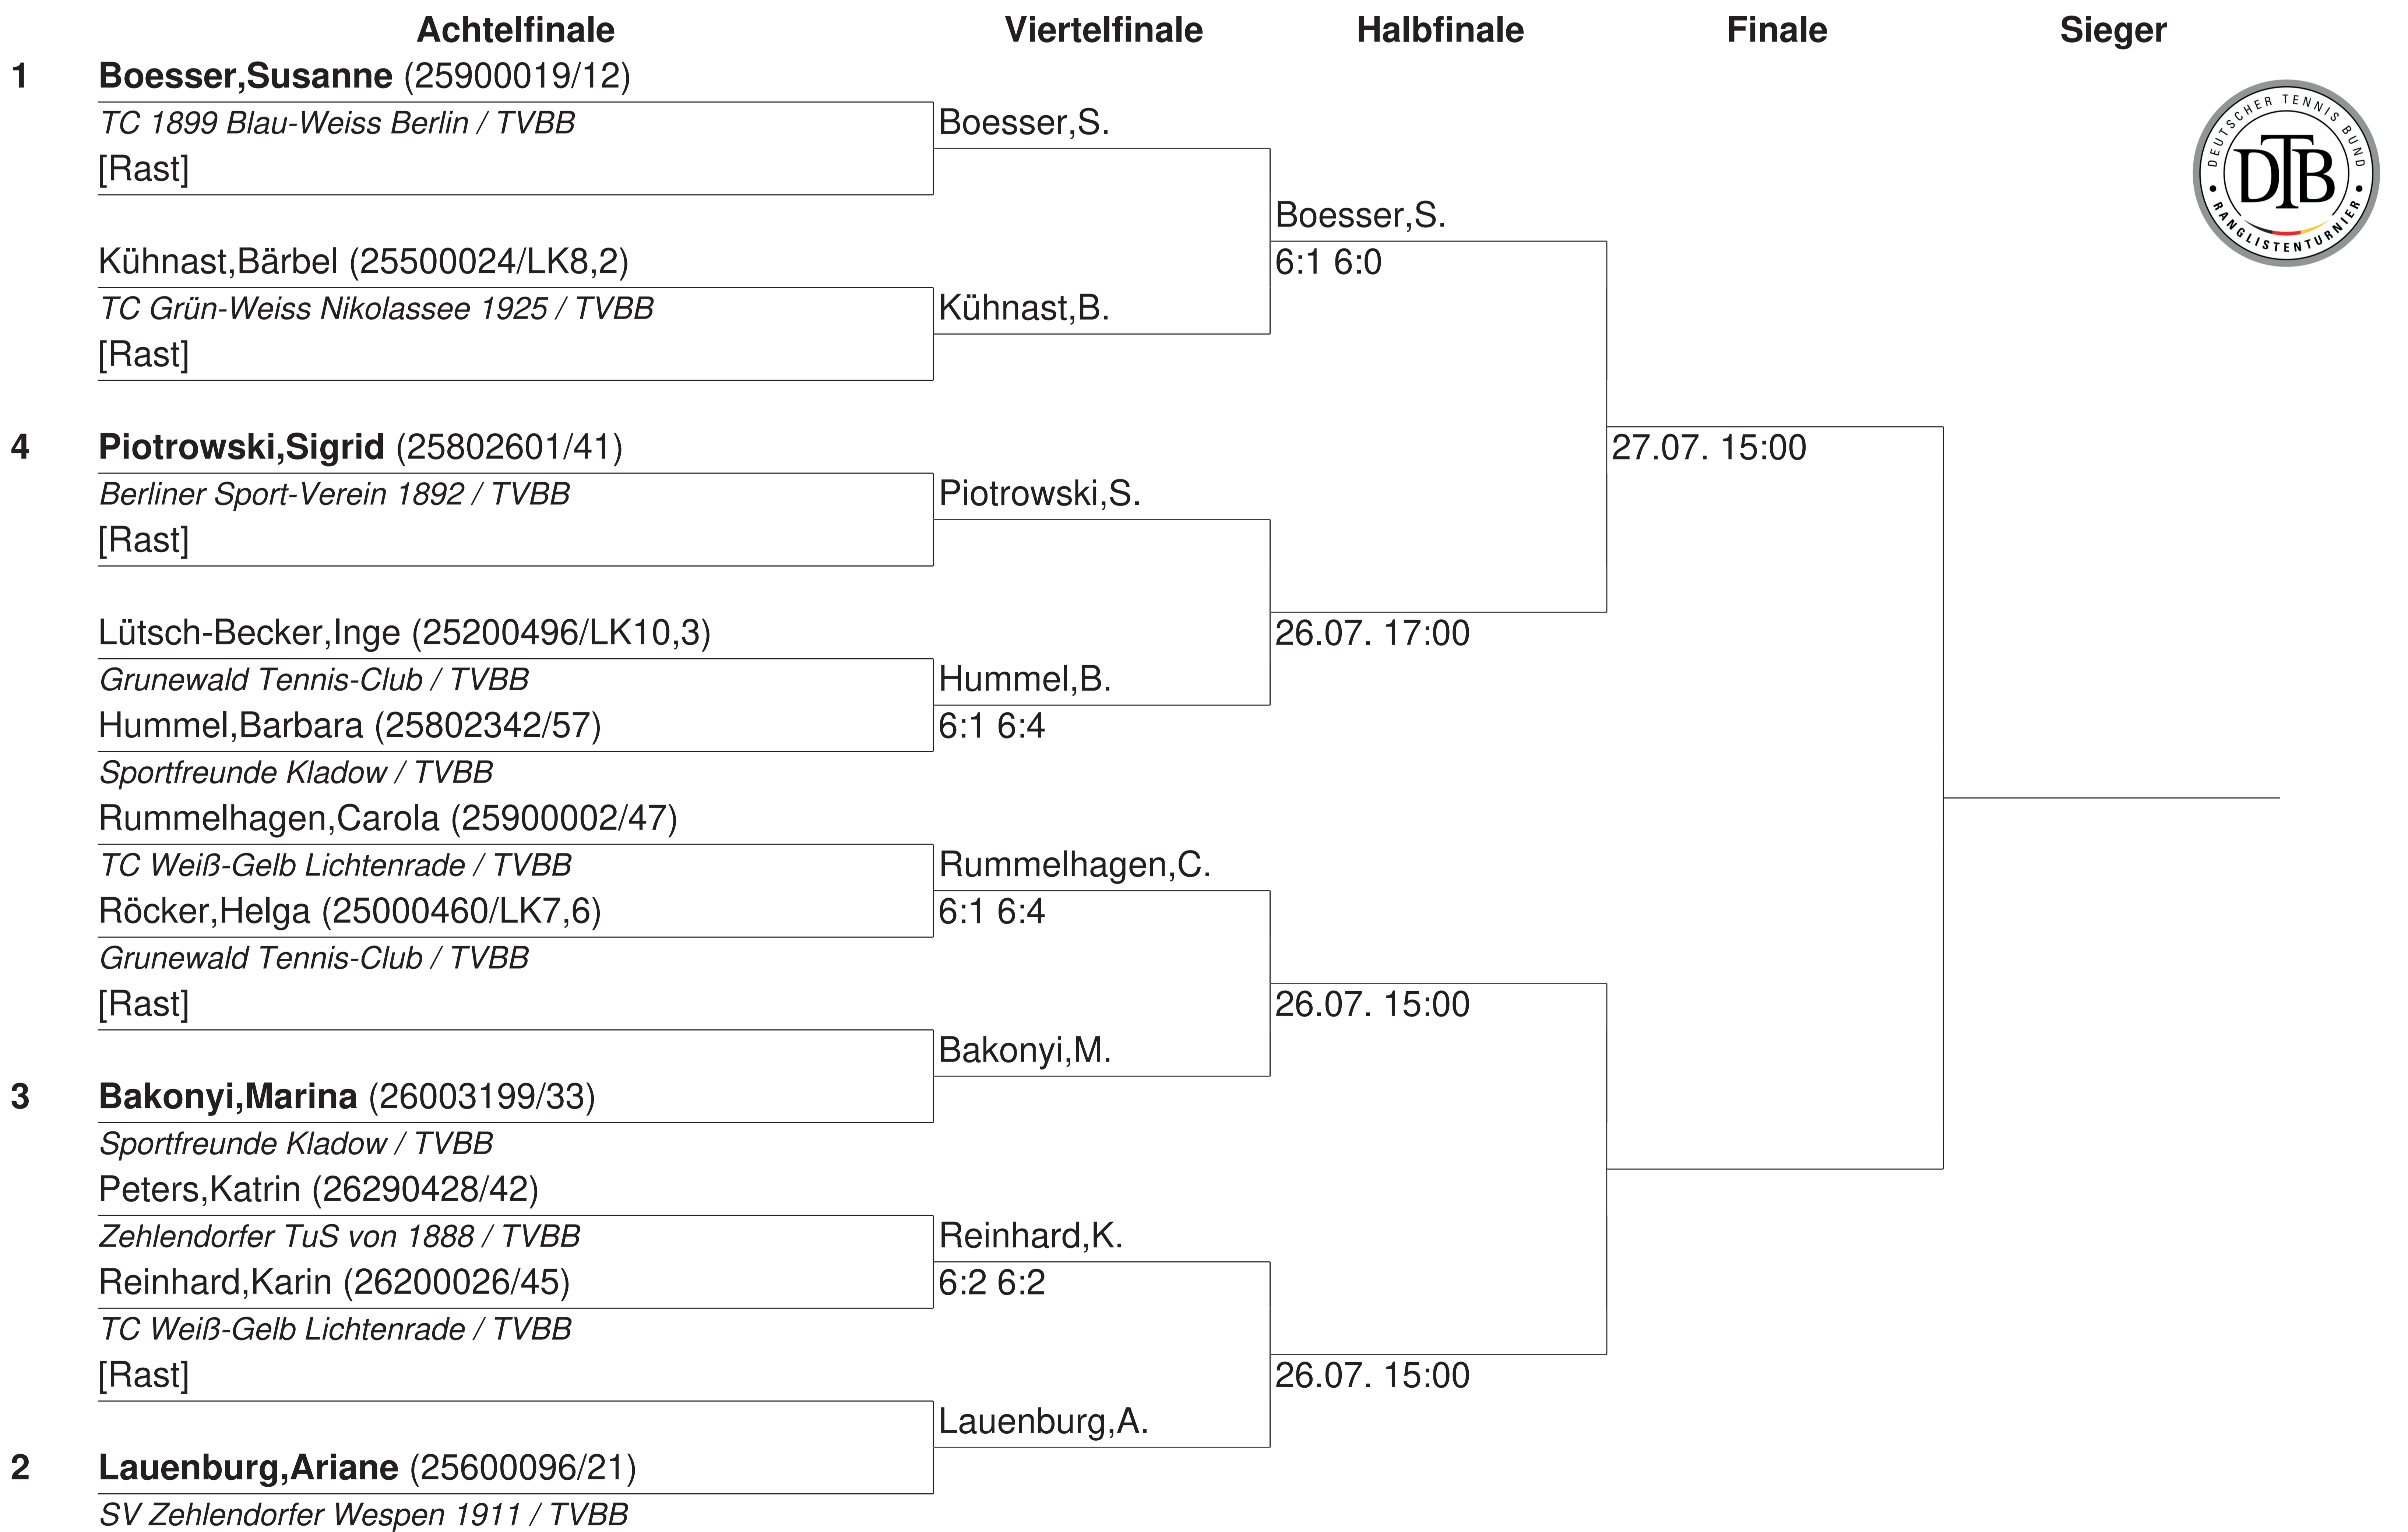 Achtelfinale Viertelfinale Halbfinale Finale Sieger
1 Boesser,Susanne (25900019/12)
TC 1899 Blau-Weiss Berlin / TVBB
Boesser,S.
[Rast]
Boesser,S.
6:1 6:0
Kühnast,Bärbel (25500024/LK8,2)
TC Grün-Weiss Nikolassee 1925 / TVBB
Kühnast,B.
[Rast]
27.07. 15:00
4 Piotrowski,Sigrid (25802601/41)
Berliner Sport-Verein 1892 / TVBB
Piotrowski,S.
[Rast]
26.07. 17:00
Lütsch-Becker,Inge (25200496/LK10,3)
Grunewald Tennis-Club / TVBB
Hummel,B.
6:1 6:4
Hummel,Barbara (25802342/57)
Sportfreunde Kladow / TVBB
Rummelhagen,Carola (25900002/47)
TC Weiß-Gelb Lichtenrade / TVBB
Rummelhagen,C.
6:1 6:4
Röcker,Helga (25000460/LK7,6)
Grunewald Tennis-Club / TVBB
26.07. 15:00
[Rast]
Bakonyi,M.
3 Bakonyi,Marina (26003199/33)
Sportfreunde Kladow / TVBB
Peters,Katrin (26290428/42)
Zehlendorfer TuS von 1888 / TVBB
Reinhard,K.
6:2 6:2
Reinhard,Karin (26200026/45)
TC Weiß-Gelb Lichtenrade / TVBB
26.07. 15:00
[Rast]
Lauenburg,A.
2 Lauenburg,Ariane (25600096/21)
SV Zehlendorfer Wespen 1911 / TVBB
DEUTSCHER TENNIS BUND
DTB
RANGLISTENTURNIER